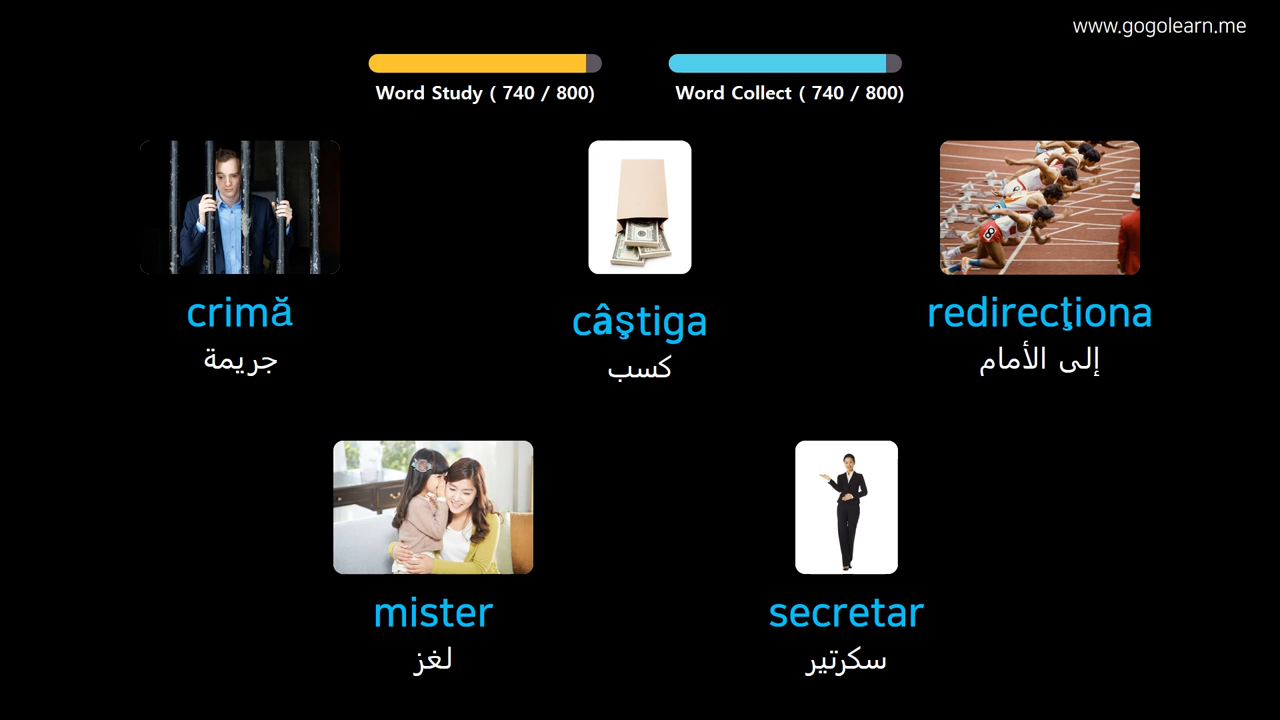 www.gogolearn.me
Word Study ( 740 / 800)
Word Collect ( 740 / 800)
crimă
جريمة
câştiga
كسب
redirecţiona
إلى الأمام
mister
لغز
secretar
سكرتير